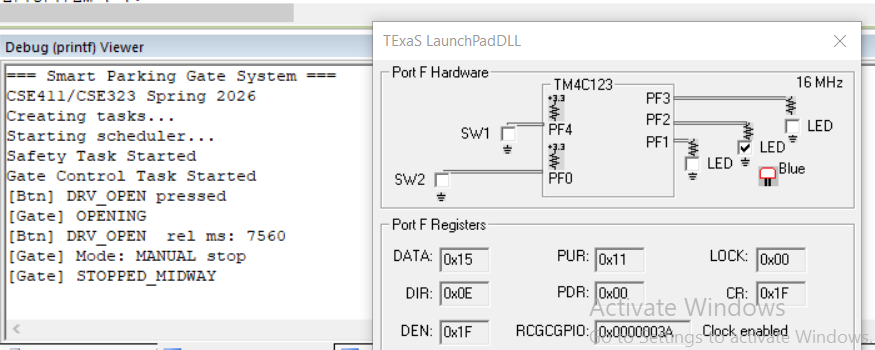 Debug (printf) Viewer
=== Smart Parking Gate System ===
CSE411/CSE323 Spring 2026
Creating tasks...
Starting scheduler...
Safety Task Started
Gate Control Task Started
[Btn] DRV_OPEN pressed
[Gate] OPENING
[Btn] DRV_OPEN  rel ms: 7560
[Gate] Mode: MANUAL stop
[Gate] STOPPED_MIDWAY
TExaS LaunchPadDLL
Port F Hardware
TM4C123
16 MHz
+3.3
PF3
PF2
PF1
SW1
PF4
LED
LED
LED
+3.3
SW2
PF0
Blue
Port F Registers
DATA: 0x15 PUR: 0x11 LOCK: 0x00
DIR: 0x0E PDR: 0x00 CR: 0x1F
DEN: 0x1F RCGCGPIO: 0x0000003A Clock enabled
Activate Windows
Go to Settings to activate Windows.